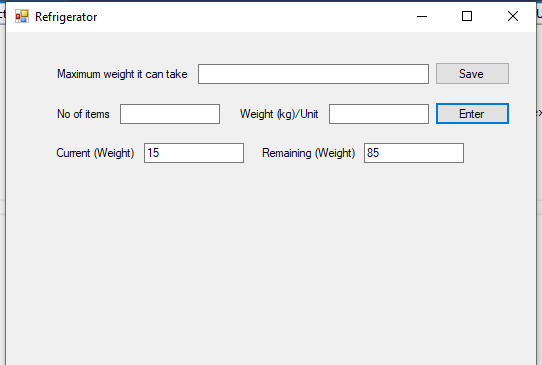 Refrigerator
Maximum weight it can take Save
No of items Weight (kg)/Unit Enter
Current (Weight) 15 Remaining (Weight) 85